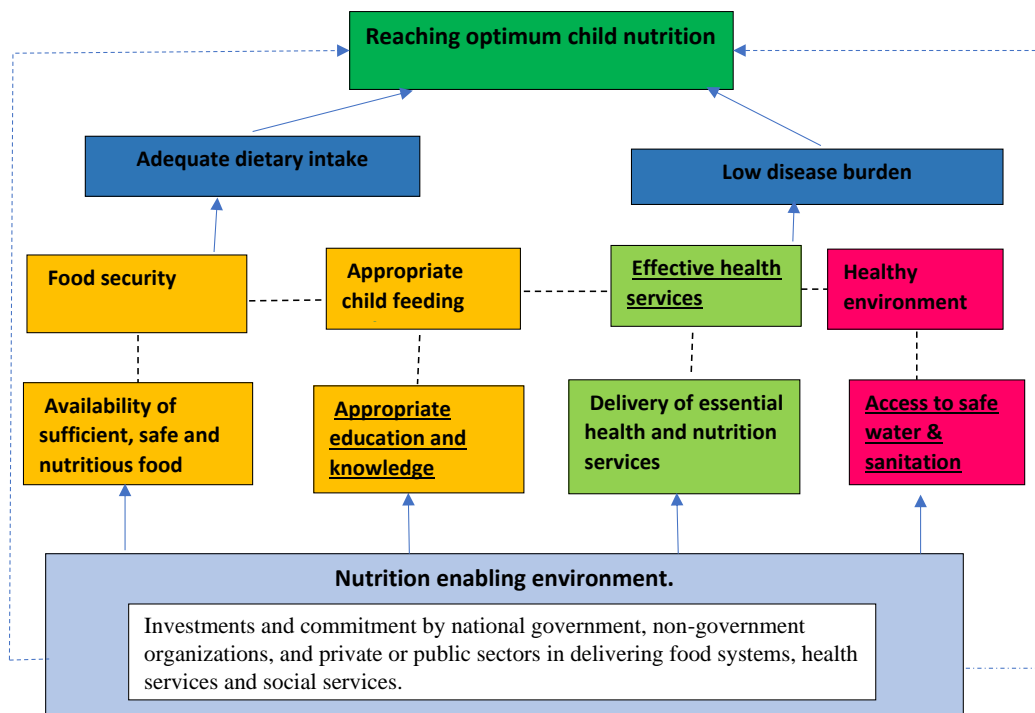 Reaching optimum child nutrition
Adequate dietary intake
Low disease burden
Food security
Appropriate
child feeding
Effective health
services
Healthy
environment
Availability of
sufficient, safe and
nutritious food
Appropriate
education and
knowledge
Delivery of essential
health and nutrition
services
Access to safe
water &
sanitation
Nutrition enabling environment.
Investments and commitment by national government, non-government
organizations, and private or public sectors in delivering food systems, health
services and social services.